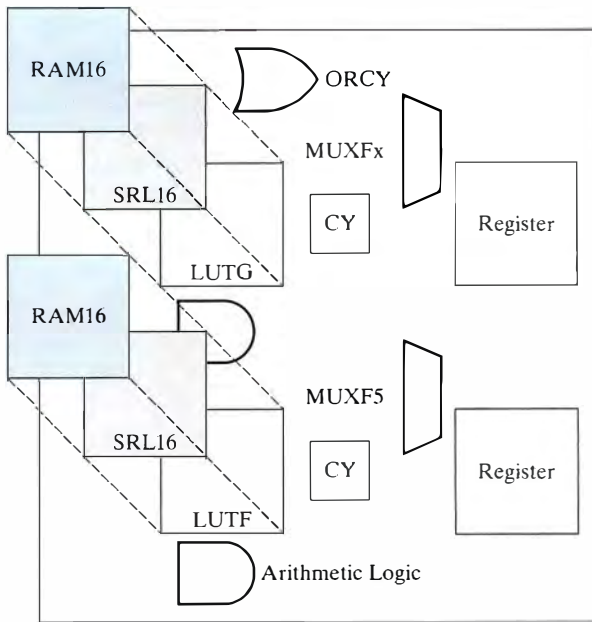 RAM16
ORCY
MUXFx
SRL16
CY
Register
LUTG
RAM16
MUXF5
SRL16
CY
Register
LUTF
Arithmetic Logic